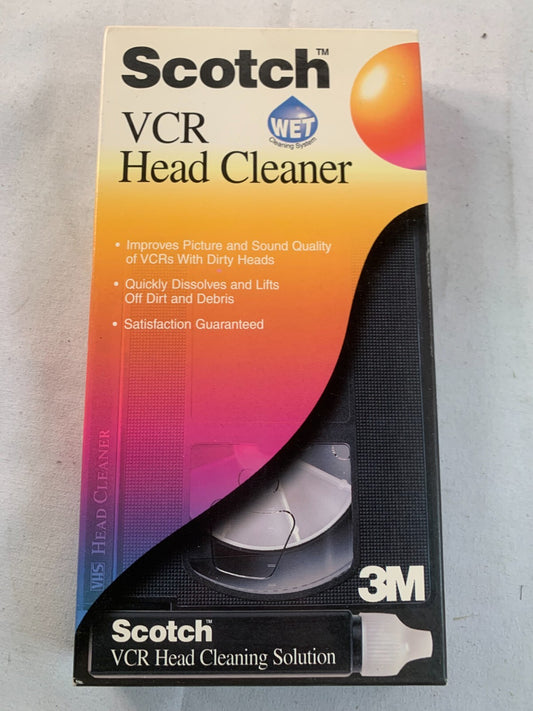 Scotch™
VCR
Head Cleaner
WET
Cleaning System
• Improves Picture and Sound Quality
of VCRs With Dirty Heads
• Quickly Dissolves and Lifts
Off Dirt and Debris
• Satisfaction Guaranteed
VHS HEAD CLEANER
3M
Scotch™
VCR Head Cleaning Solution